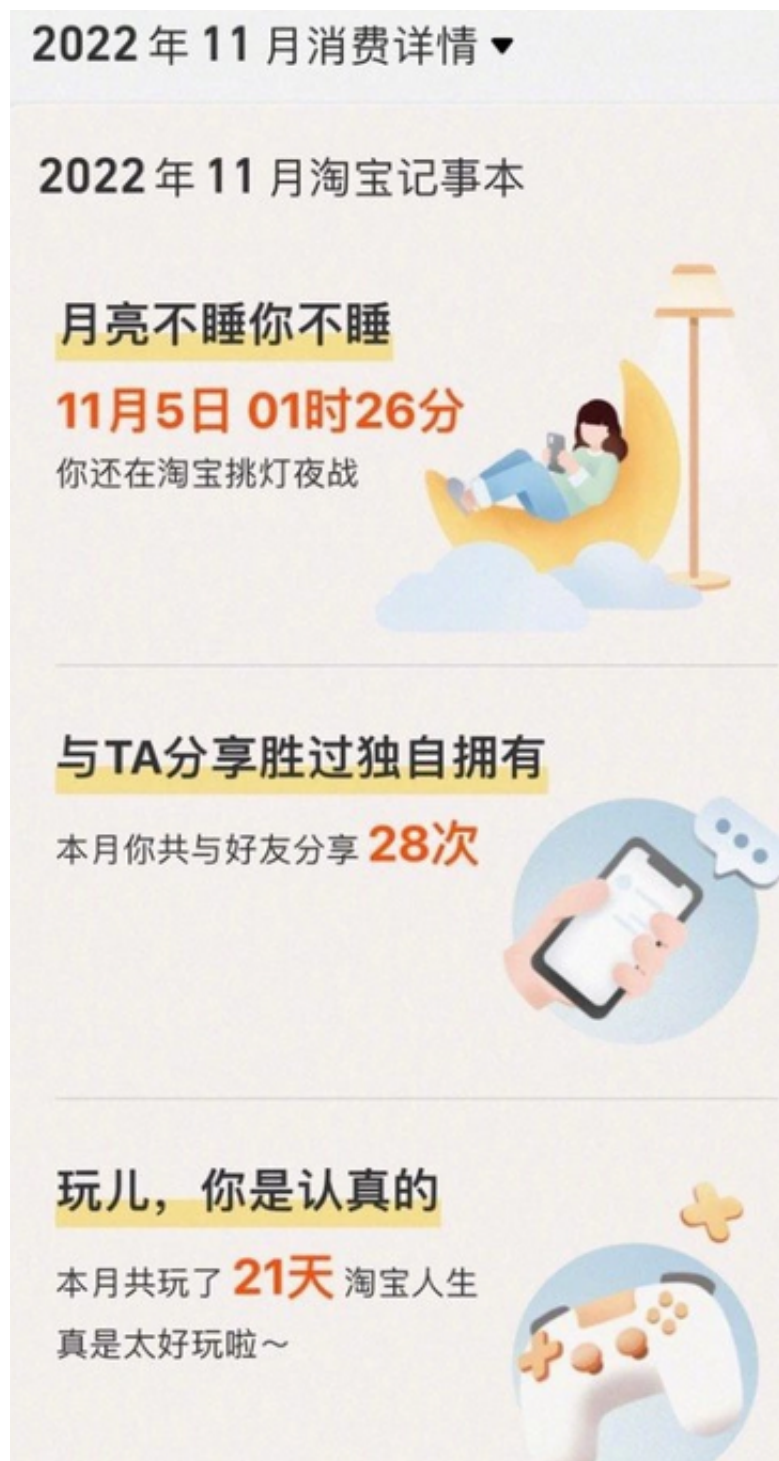 2022年11月消费详情
2022年11月淘宝记事本
月亮不睡你不睡
11月5日 01时26分
你还在淘宝挑灯夜战
与TA分享胜过独自拥有
本月你共与好友分享 28次
玩儿，你是认真的
本月共玩了 21天 淘宝人生
真是太好玩啦～